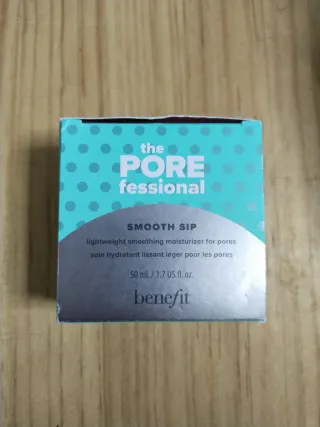 the
PORE
fessional
SMOOTH SIP
lightweight smoothing moisturizer for pores
soin hydratant lissant léger pour les pores
50 mL / 1.7 US fl. oz.
benefit